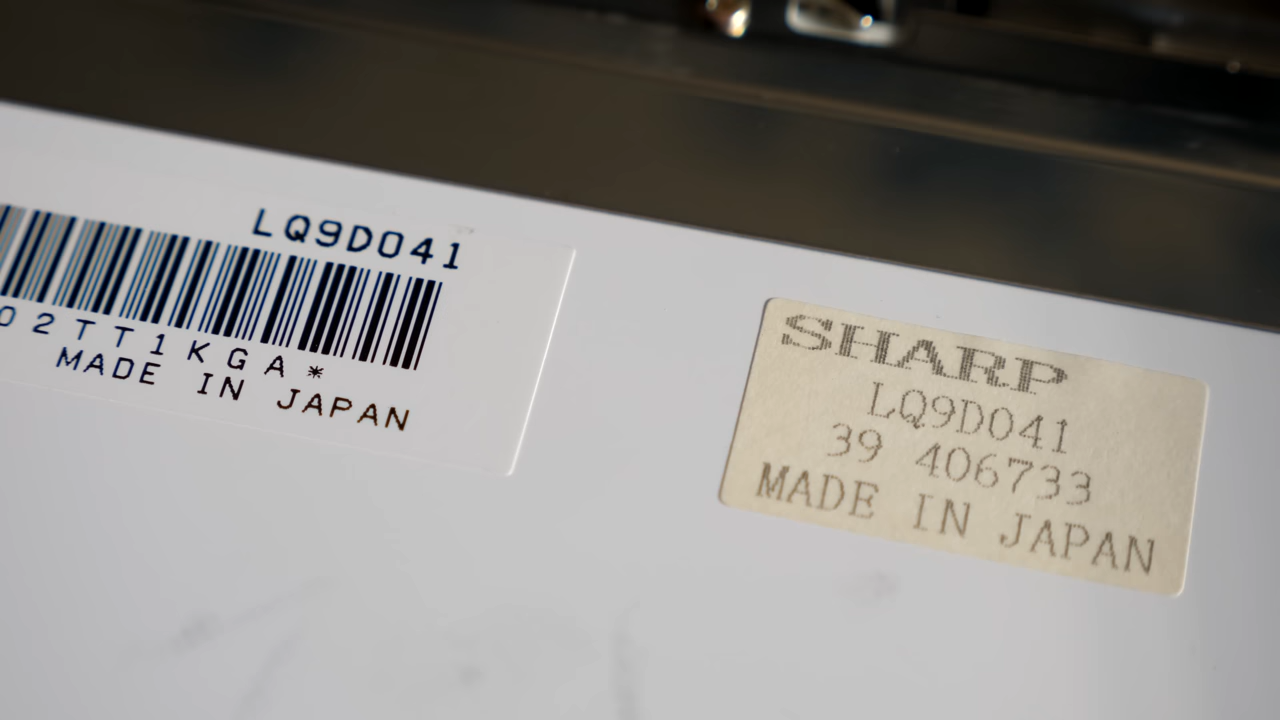 LQ9D041
02TT1KGA*
MADE IN JAPAN
SHARP
LQ9D041
39 406733
MADE IN JAPAN